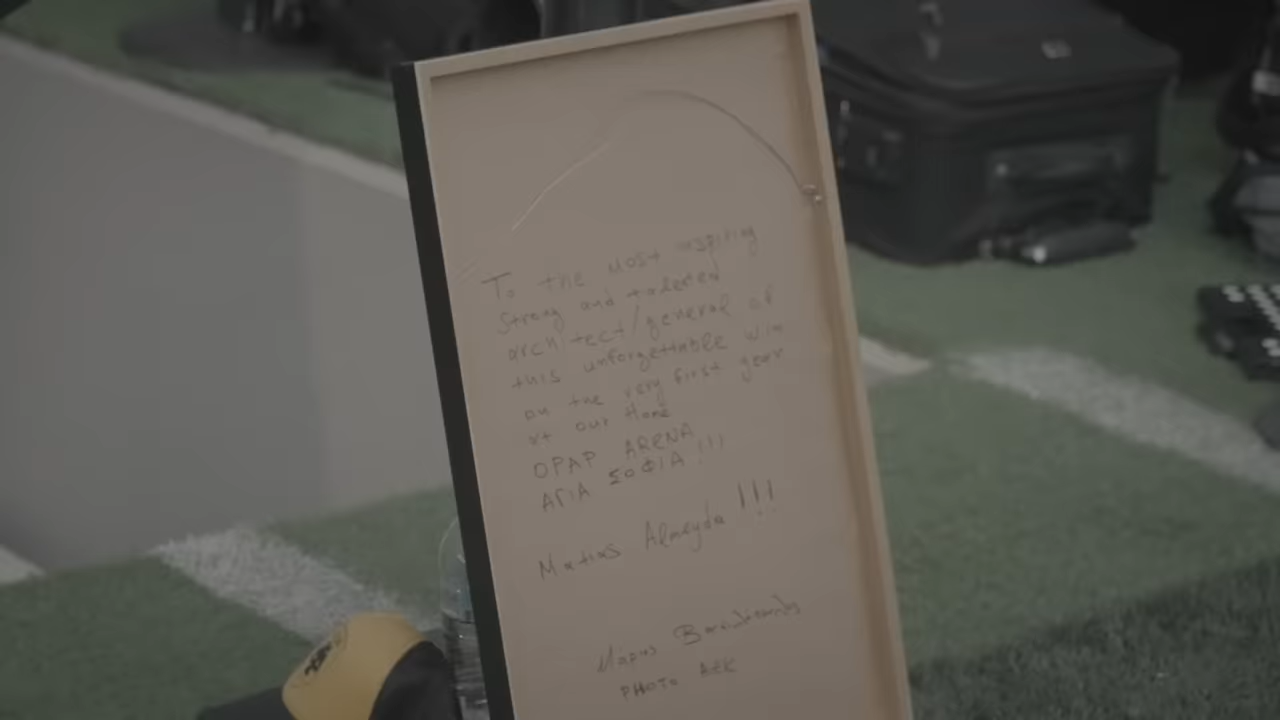 To the most inspiring
strong and talented
architect/general of
this unforgettable win
on the very first year
at our Home
OPAP ARENA
ΑΓΙΑ ΣΟΦΙΑ !!!
Matias Almeyda !!!
Μάριος
PHOTO AEK